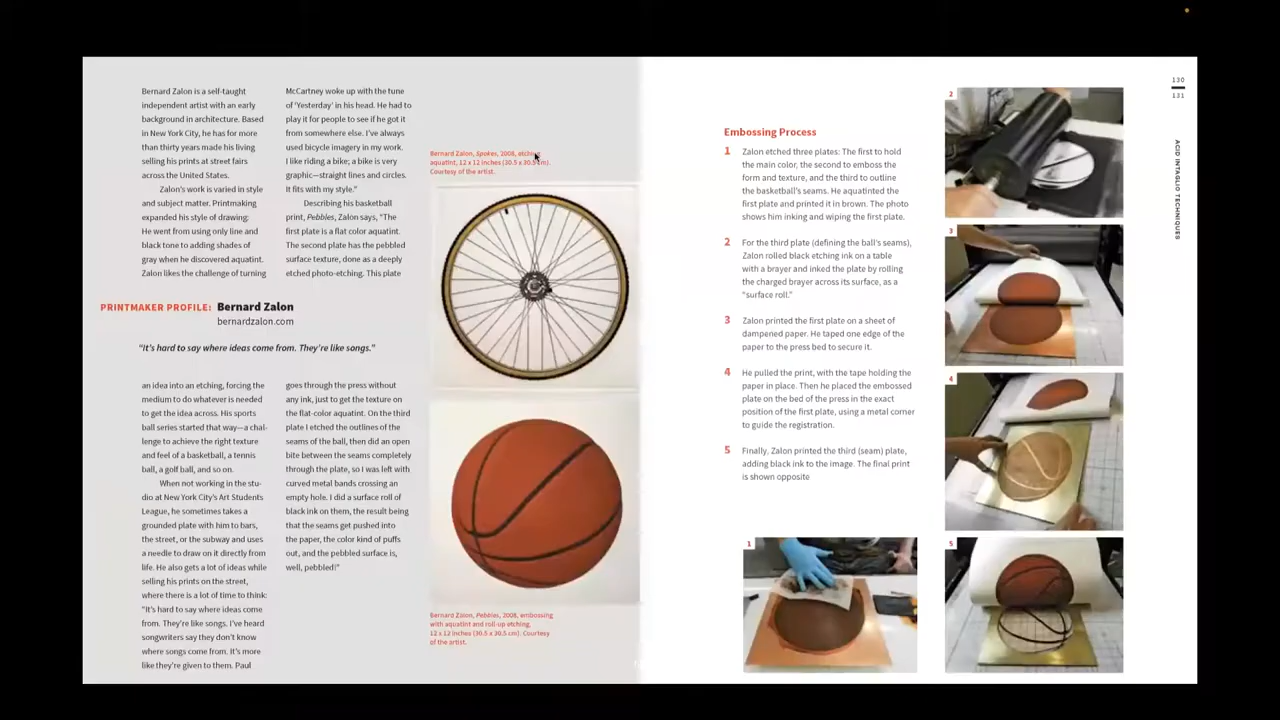 Bernard Zalon is a self-taught
independent artist with an early
background in architecture. Based
in New York City, he has for more
than thirty years made his living
selling his prints at street fairs
across the United States.
Zalon's work is varied in style
and subject matter. Printmaking
expanded his style of drawing:
He went from using only line and
black tone to adding shades of
gray when he discovered aquatint.
Zalon likes the challenge of turning
McCartney woke up with the tune
of 'Yesterday' in his head. He had to
play it for people to see if he got it
from somewhere else. I've always
used bicycle imagery in my work.
I like riding a bike; a bike is very
graphic—straight lines and circles.
It fits with my style."
Describing his basketball
print, Pebbles, Zalon says, "The
first plate is a flat color aquatint.
The second plate has the pebbled
surface texture, done as a deeply
etched photo-etching. This plate
PRINTMAKER PROFILE: Bernard Zalon
bernardzalon.com
"It's hard to say where ideas come from. They're like songs."
an idea into an etching, forcing the
medium to do whatever is needed
to get the idea across. His sports
ball series started that way—a chal-
lenge to achieve the right texture
and feel of a basketball, a tennis
ball, a golf ball, and so on.
When not working in the stu-
dio at New York City's Art Students
League, he sometimes takes a
grounded plate with him to bars,
the street, or the subway and uses
a needle to draw on it directly from
life. He also gets a lot of ideas while
selling his prints on the street,
where there is a lot of time to think:
"It's hard to say where ideas come
from. They're like songs. I've heard
songwriters say they don't know
where songs come from. It's more
like they're given to them. Paul
goes through the press without
any ink, just to get the texture on
the flat-color aquatint. On the third
plate I etched the outlines of the
seams of the ball, then did an open
bite between the seams completely
through the plate, so I was left with
curved metal bands crossing an
empty hole. I did a surface roll of
black ink on them, the result being
that the seams get pushed into
the paper, the color kind of puffs
out, and the pebbled surface is,
well, pebbled!"
Bernard Zalon, Spokes, 2008, etching,
aquatint, 12 x 12 inches (30.5 x 30.5 cm).
Courtesy of the artist.
Bernard Zalon, Pebbles, 2008, embossing
with aquatint and roll-up etching,
12 x 12 inches (30.5 x 30.5 cm). Courtesy
of the artist.
Embossing Process
1 Zalon etched three plates: The first to hold
the main color, the second to emboss the
form and texture, and the third to outline
the basketball's seams. He aquatinted the
first plate and printed it in brown. The photo
shows him inking and wiping the first plate.
2 For the third plate (defining the ball's seams),
Zalon rolled black etching ink on a table
with a brayer and inked the plate by rolling
the charged brayer across its surface, as a
"surface roll."
3 Zalon printed the first plate on a sheet of
dampened paper. He taped one edge of the
paper to the press bed to secure it.
4 He pulled the print, with the tape holding the
paper in place. Then he placed the embossed
plate on the bed of the press in the exact
position of the first plate, using a metal corner
to guide the registration.
5 Finally, Zalon printed the third (seam) plate,
adding black ink to the image. The final print
is shown opposite
1
2
3
4
5
130
131
ACID INTAGLIO TECHNIQUES